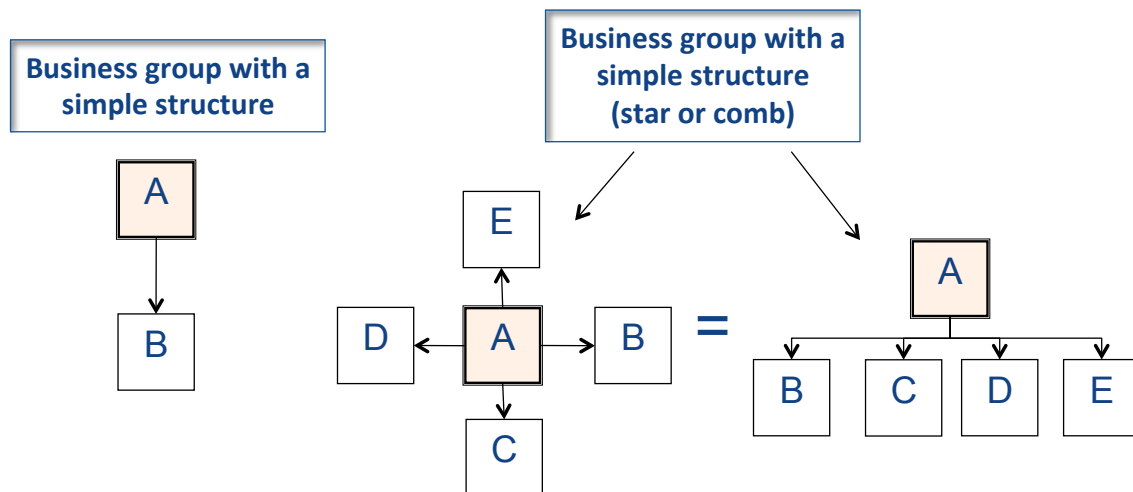 Business group with a
simple structure
Business group with a
simple structure
(star or comb)
A
B
E
D
A
B
C
=
A
B
C
D
E